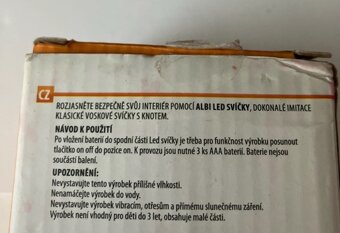 CZ
ROZJASNĚTE BEZPEČNĚ SVŮJ INTERIÉR POMOCÍ ALBI LED SVÍČKY, DOKONALÉ IMITACE
KLASICKÉ VOSKOVÉ SVÍČKY S KNOTEM.
NÁVOD K POUŽITÍ
Po vložení baterií do spodní části Led svíčky je třeba pro funkčnost výrobku posunout
tlačítko on off do pozice on. K provozu jsou nutné 3 ks AAA baterií. Baterie nejsou
součástí balení.
UPOZORNĚNÍ:
Nevystavujte tento výrobek přílišné vlhkosti.
Nenamáčejte výrobek do vody.
Nevystavujte výrobek vibracím, otřesům a přímému slunečnímu záření.
Výrobek není vhodný pro děti do 3 let, obsahuje malé části.